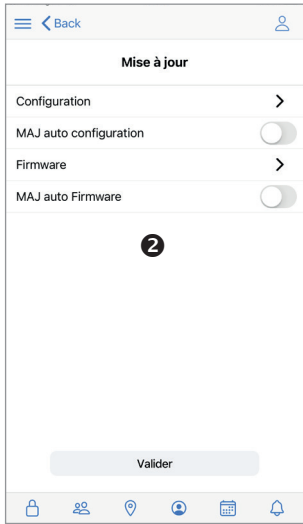 Back
Mise à jour
Configuration
MAJ auto configuration
Firmware
MAJ auto Firmware
2
Valider